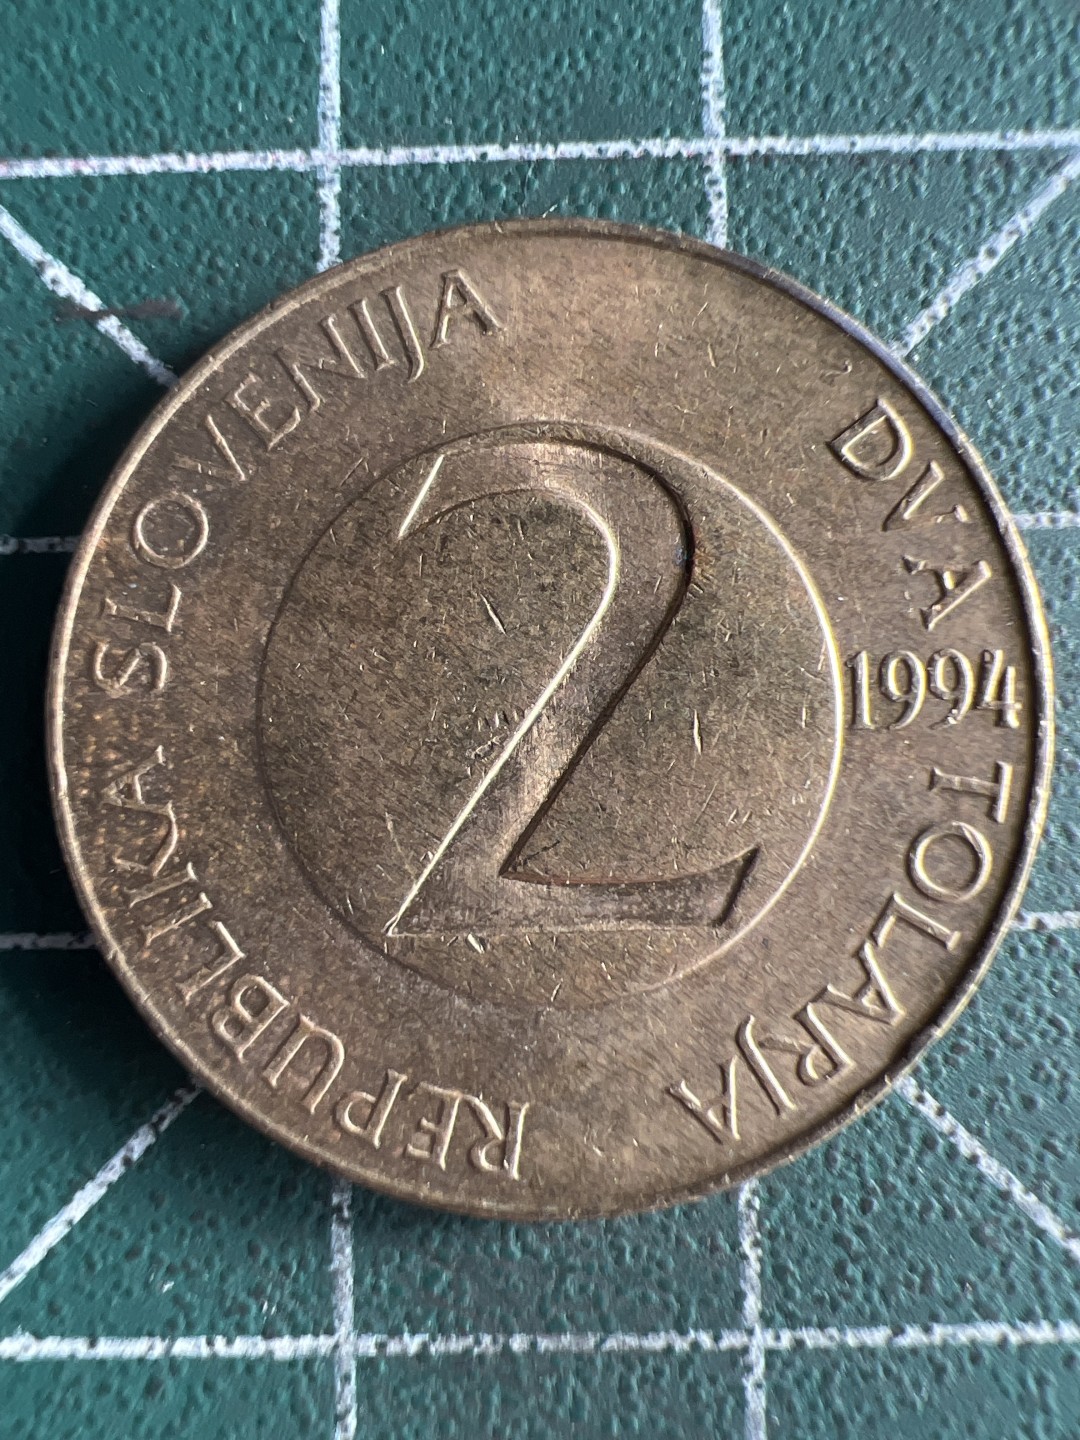 REPUBLIKA SLOVENIJA
2
DVA TOLARJA
1994